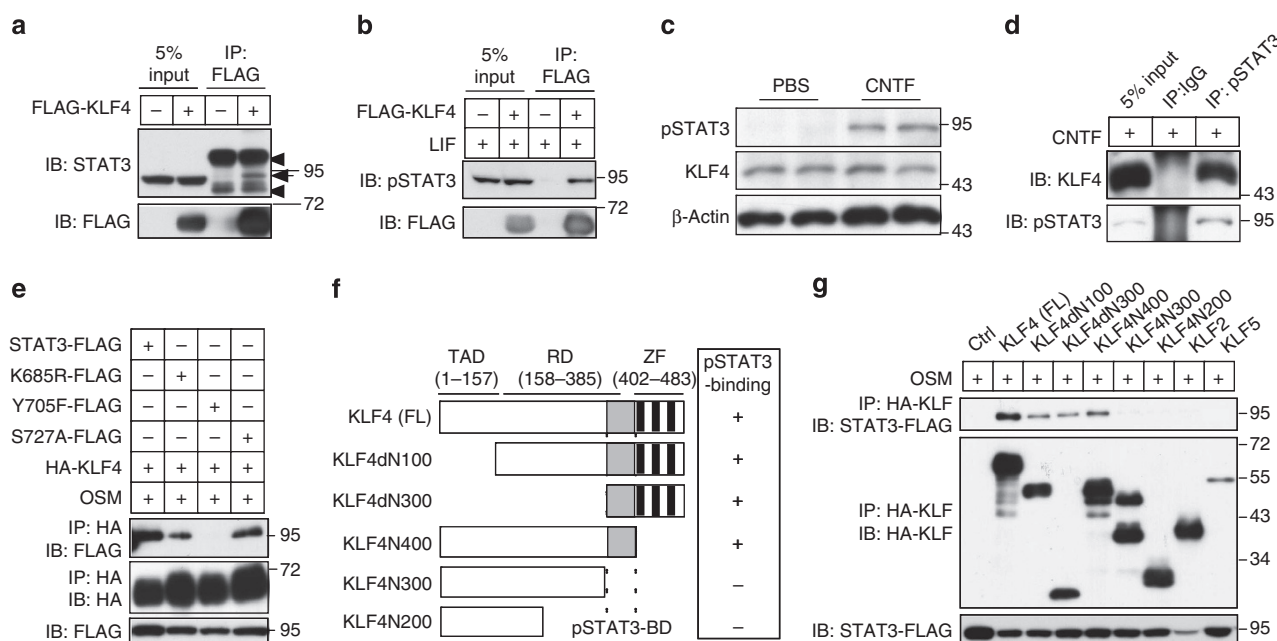 a
5%
input
IP:
FLAG
FLAG-KLF4
– + – +
IB: STAT3
95
72
IB: FLAG
b
5%
input
IP:
FLAG
FLAG-KLF4
– + – +
LIF
+ + + +
IB: pSTAT3
95
72
IB: FLAG
c
PBS
CNTF
pSTAT3
95
KLF4
43
β-Actin
43
d
5% input
IP:IgG
IP: pSTAT3
CNTF
+ + +
IB: KLF4
43
IB: pSTAT3
95
e
STAT3-FLAG + – – –
K685R-FLAG – + – –
Y705F-FLAG – – + –
S727A-FLAG – – – +
HA-KLF4 + + + +
OSM + + + +
IP: HA
IB: FLAG
95
72
IP: HA
IB: HA
IB: FLAG
95
f
TAD
(1–157)
RD
(158–385)
ZF
(402–483)
pSTAT3
-binding
KLF4 (FL) +
KLF4dN100 +
KLF4dN300 +
KLF4N400 +
KLF4N300 –
KLF4N200 –
pSTAT3-BD
g
Ctrl
KLF4 (FL)
KLF4dN100
KLF4dN300
KLF4N400
KLF4N300
KLF4N200
KLF2
KLF5
OSM
+ + + + + + + + +
IP: HA-KLF
IB: STAT3-FLAG
95
72
55
IP: HA-KLF
IB: HA-KLF
43
34
IB: STAT3-FLAG
95